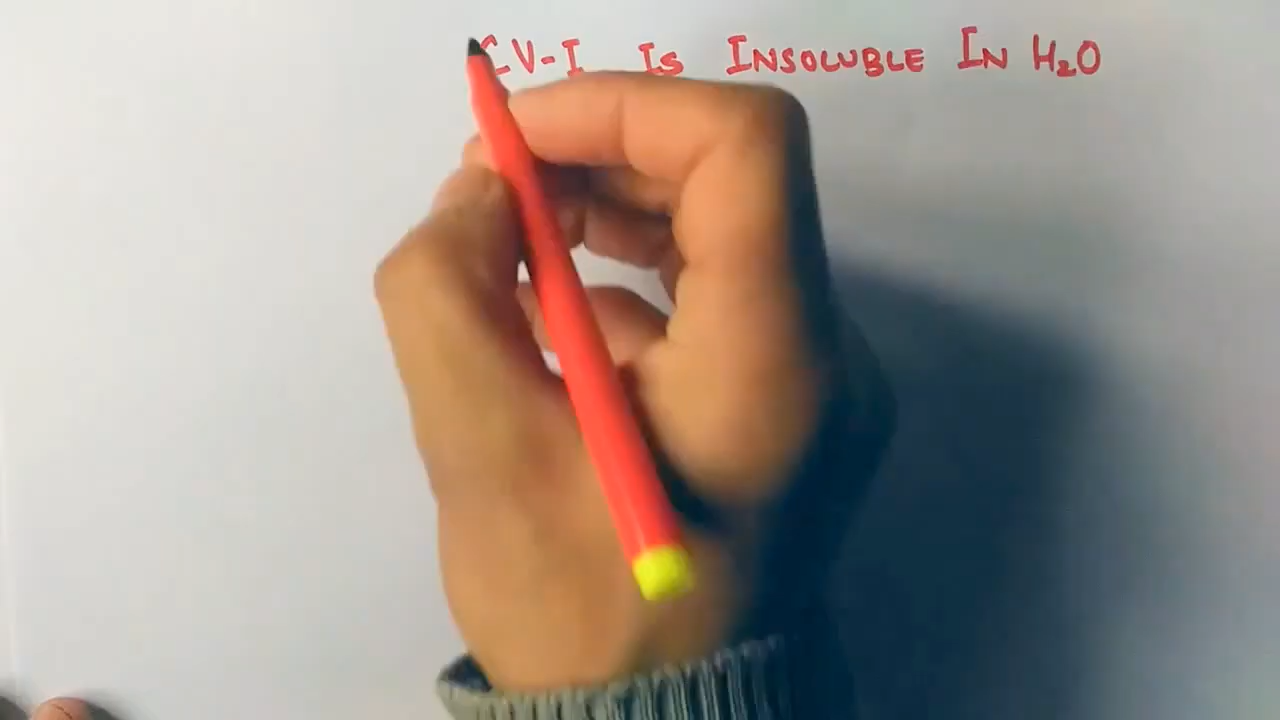 CV-I IS INSOLUBLE IN H₂O